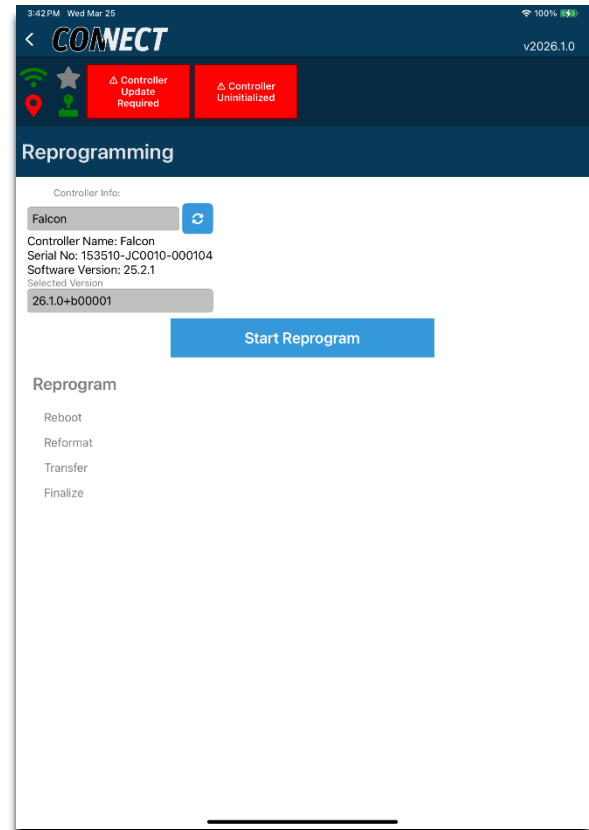 3:42 PM Wed Mar 25
100%
CONNECT
v2026.1.0
Controller
Update
Required
Controller
Uninitialized
Reprogramming
Controller Info:
Falcon
Controller Name: Falcon
Serial No: 153510-JC0010-000104
Software Version: 25.2.1
Selected Version
26.1.0+b00001
Start Reprogram
Reprogram
Reboot
Reformat
Transfer
Finalize